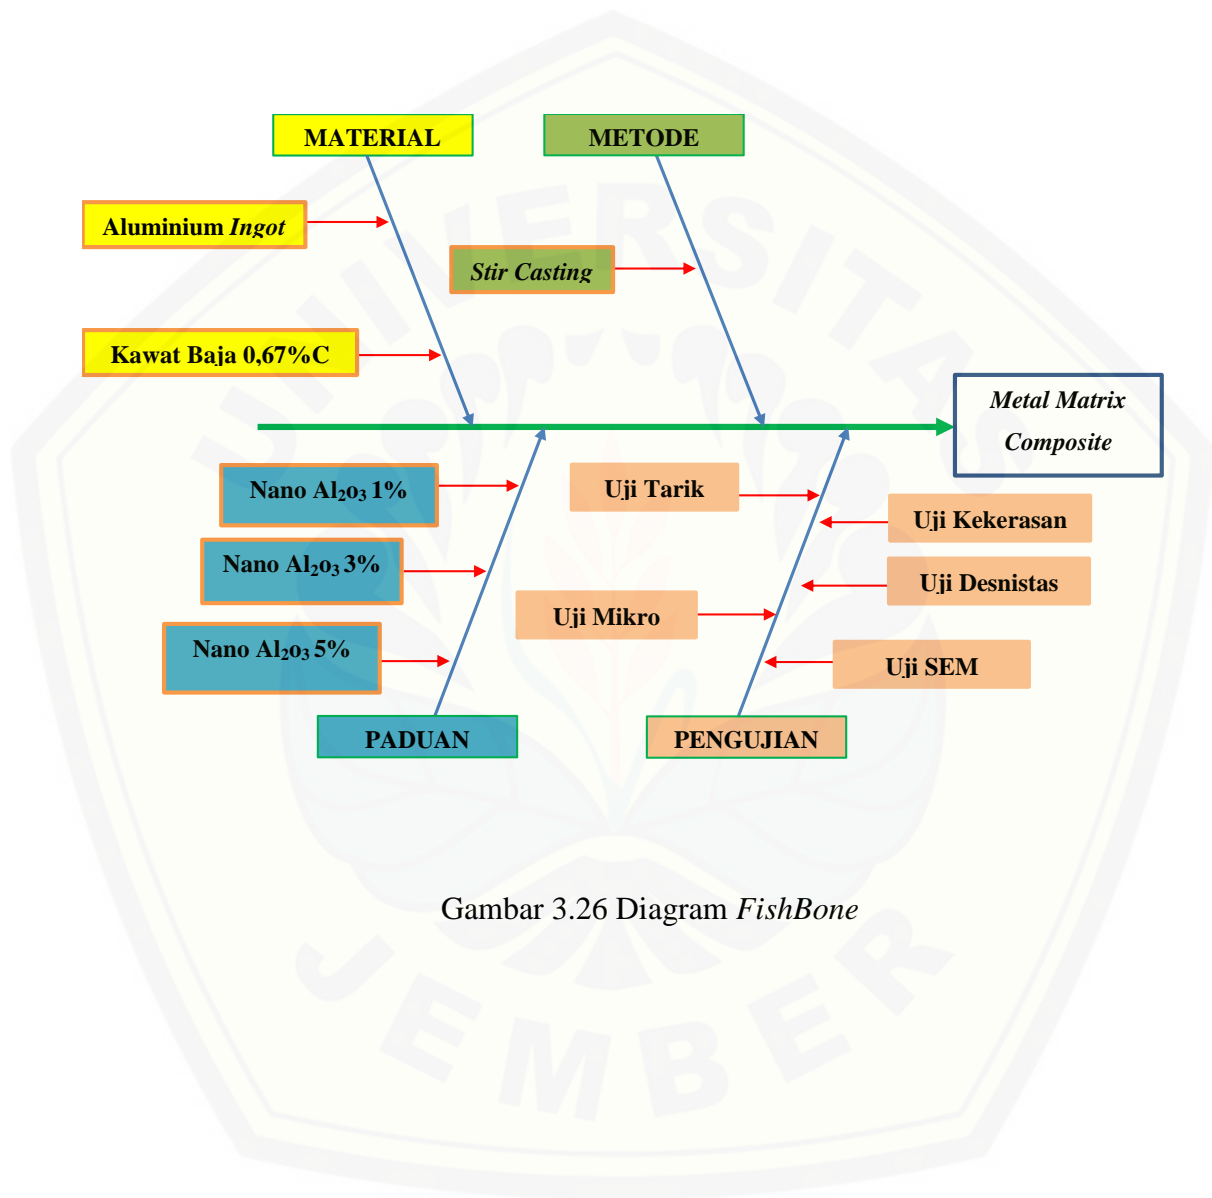 MATERIAL
METODE
Aluminium Ingot
Stir Casting
Kawat Baja 0,67%C
Metal Matrix
Composite
Nano Al₂o₃ 1%
Uji Tarik
Uji Kekerasan
Nano Al₂o₃ 3%
Uji Desnistas
Uji Mikro
Nano Al₂o₃ 5%
Uji SEM
PADUAN
PENGUJIAN
Gambar 3.26 Diagram FishBone
UNIVERSITAS
JEMBER